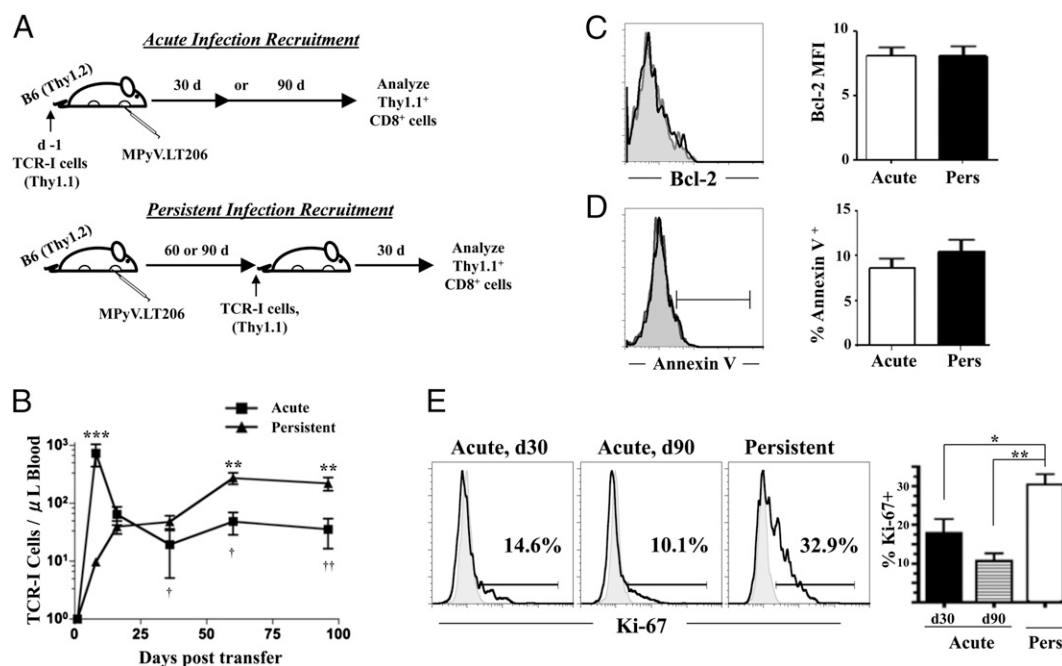 A
Acute Infection Recruitment
B6 (Thy1.2)
30 d or 90 d
Analyze
Thy1.1+
CD8+ cells
d -1
TCR-I cells
(Thy1.1)
MPyV.LT206
Persistent Infection Recruitment
B6 (Thy1.2)
60 or 90 d
30 d
Analyze
Thy1.1+
CD8+ cells
MPyV.LT206
TCR-I cells,
(Thy1.1)
B
Acute
Persistent
TCR-I Cells / μL Blood
10³
10²
10¹
10⁰
***
**
**
†
†
††
0 25 50 75 100
Days post transfer
C
Bcl-2
Bcl-2 MFI
10
5
0
Acute Pers
D
Annexin V
% Annexin V +
15
10
5
0
Acute Pers
E
Acute, d30 Acute, d90 Persistent
14.6% 10.1% 32.9%
Ki-67
% Ki-67+
30
20
10
0
*
**
d30 d90
Acute Pers